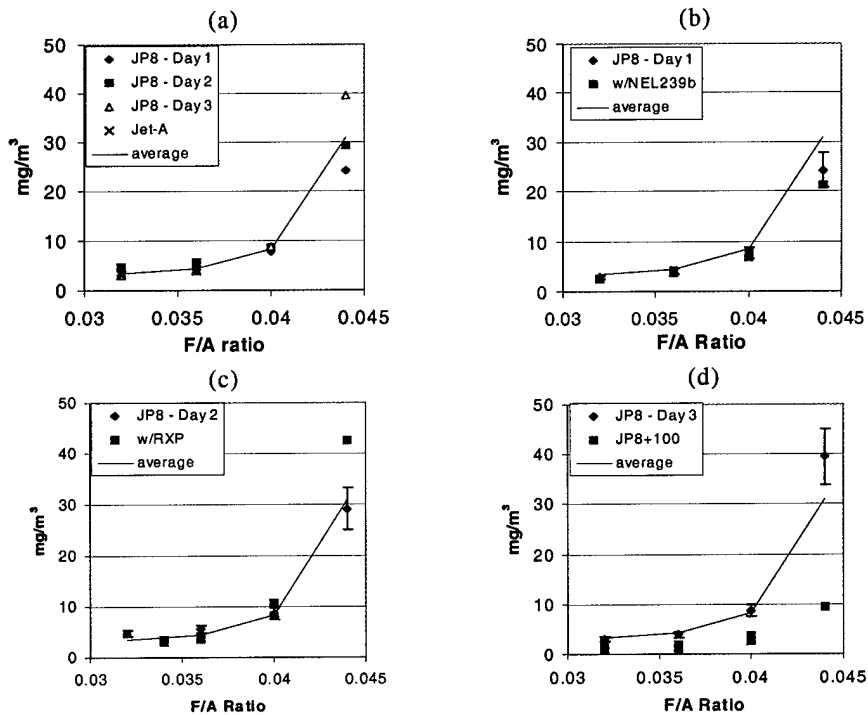 (a)
50
40
30
20
10
0
mg/m³
JP8 - Day 1
JP8 - Day 2
JP8 - Day 3
Jet-A
average
0.03
0.035
0.04
0.045
F/A ratio
(b)
50
40
30
20
10
0
mg/m³
JP8 - Day 1
w/NEL239b
average
0.03
0.035
0.04
0.045
F/A Ratio
(c)
50
40
30
20
10
0
mg/m³
JP8 - Day 2
w/RXP
average
0.03
0.035
0.04
0.045
F/A Ratio
(d)
50
40
30
20
10
0
mg/m³
JP8 - Day 3
JP8+100
average
0.03
0.035
0.04
0.045
F/A Ratio